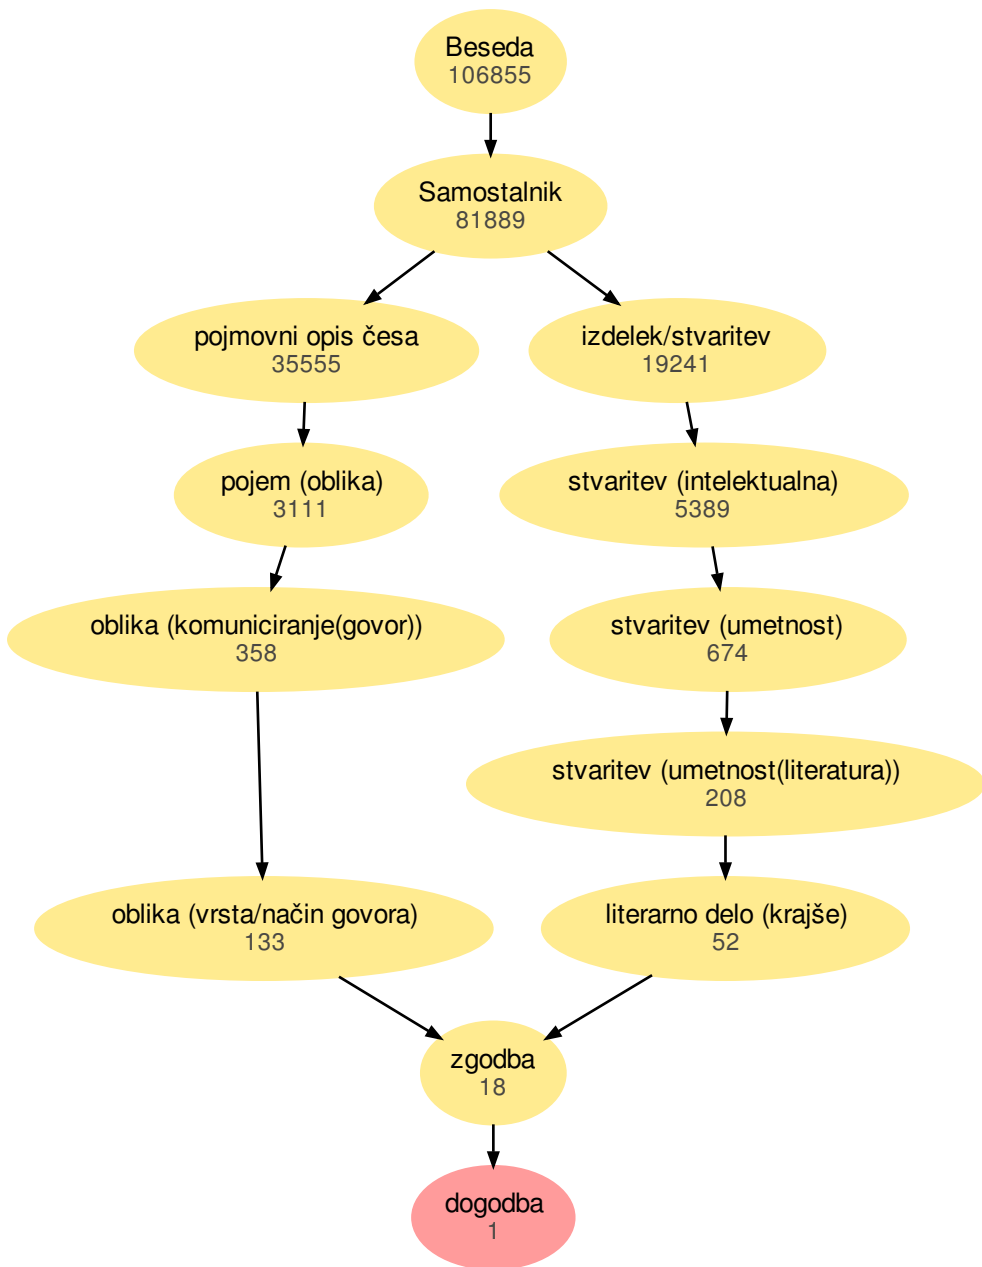 Beseda
106855
Samostalnik
81889
pojmovni opis česa
35555
izdelek/stvaritev
19241
pojem (oblika)
3111
stvaritev (intelektualna)
5389
oblika (komuniciranje(govor))
358
stvaritev (umetnost)
674
stvaritev (umetnost(literatura))
208
oblika (vrsta/način govora)
133
literarno delo (krajše)
52
zgodba
18
dogodba
1